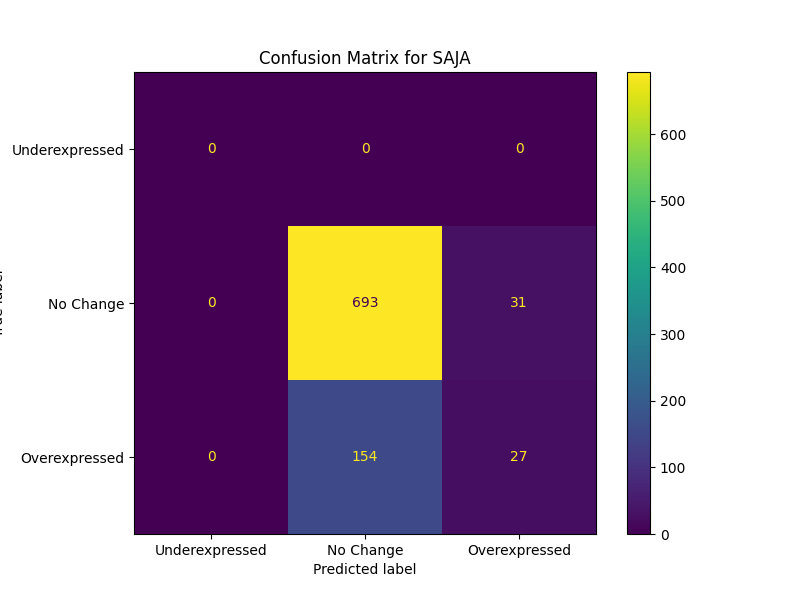 Confusion Matrix for SAJA
Underexpressed 0 0 0
No Change 0 693 31
Overexpressed 0 154 27
Underexpressed No Change Overexpressed
Predicted label
label
600
500
400
300
200
100
0